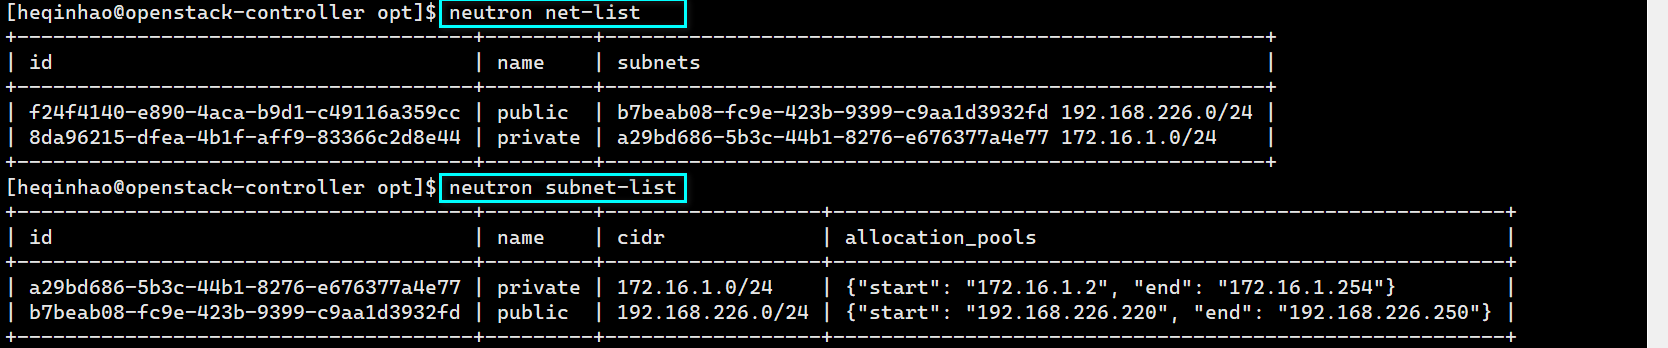 [heqinhao@openstack-controller opt]$ neutron net-list
+--------------------------------------+---------+-------------------------------------------------------+
| id                                   | name    | subnets                                               |
+--------------------------------------+---------+-------------------------------------------------------+
| f24f4140-e890-4aca-b9d1-c49116a359cc | public  | b7beab08-fc9e-423b-9399-c9aa1d3932fd 192.168.226.0/24 |
| 8da96215-dfea-4b1f-aff9-83366c2d8e44 | private | a29bd686-5b3c-44b1-8276-e676377a4e77 172.16.1.0/24    |
+--------------------------------------+---------+-------------------------------------------------------+
[heqinhao@openstack-controller opt]$ neutron subnet-list
+--------------------------------------+---------+------------------+--------------------------------------------------------+
| id                                   | name    | cidr             | allocation_pools                                       |
+--------------------------------------+---------+------------------+--------------------------------------------------------+
| a29bd686-5b3c-44b1-8276-e676377a4e77 | private | 172.16.1.0/24    | {"start": "172.16.1.2", "end": "172.16.1.254"}         |
| b7beab08-fc9e-423b-9399-c9aa1d3932fd | public  | 192.168.226.0/24 | {"start": "192.168.226.220", "end": "192.168.226.250"} |
+--------------------------------------+---------+------------------+--------------------------------------------------------+